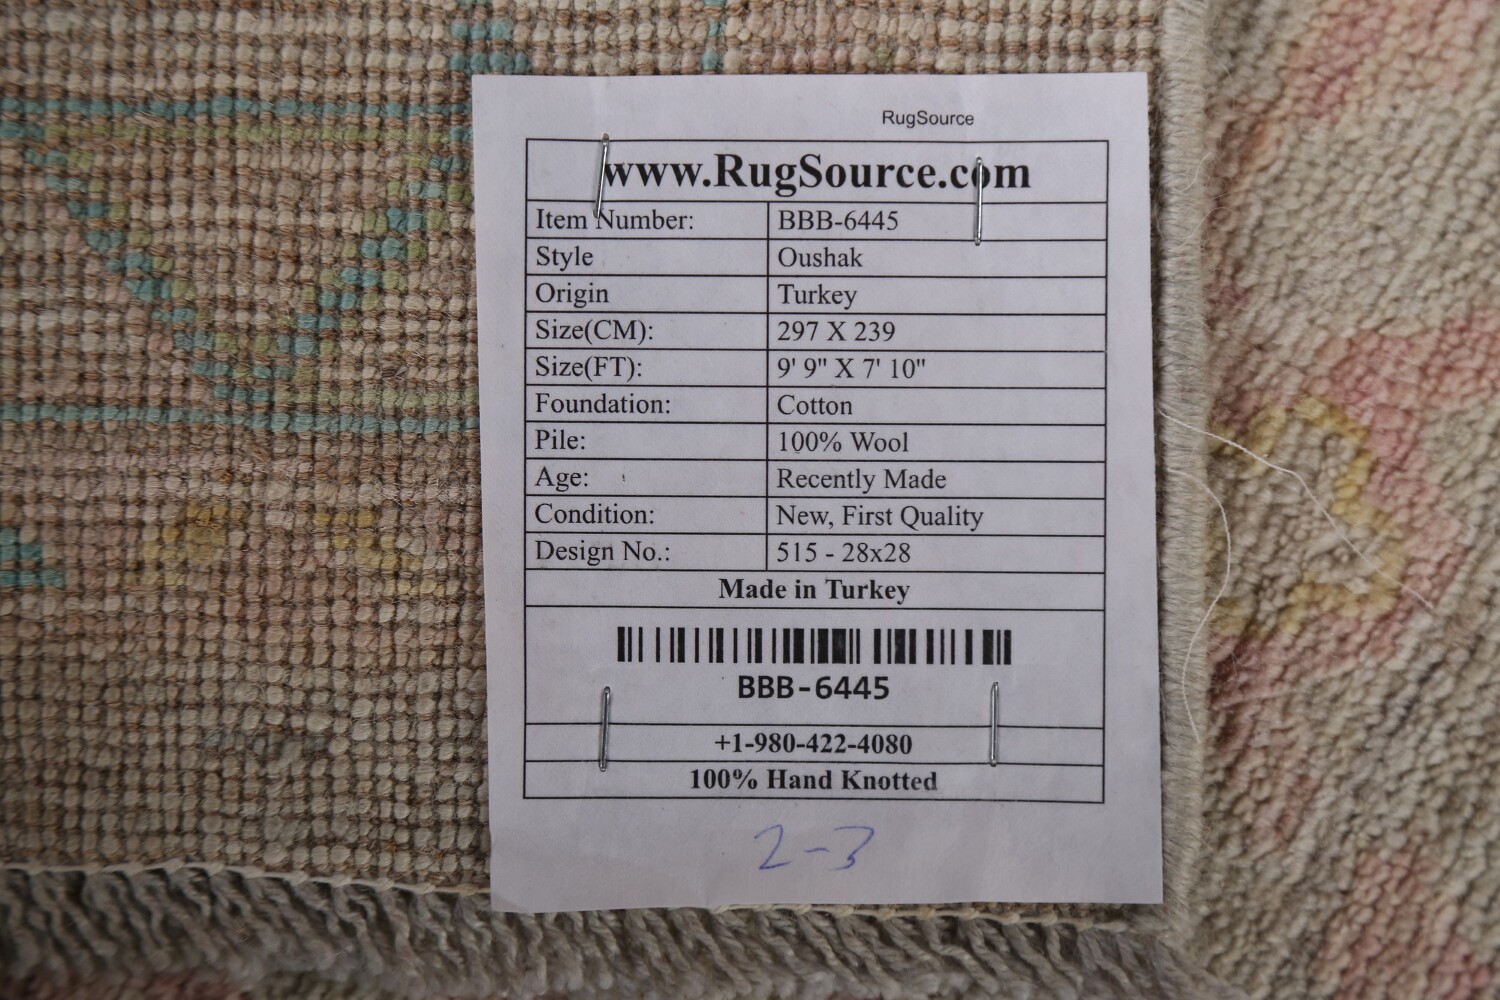 RugSource
www.RugSource.com
Item Number: BBB-6445
Style Oushak
Origin Turkey
Size(CM): 297 X 239
Size(FT): 9' 9" X 7' 10"
Foundation: Cotton
Pile: 100% Wool
Age: Recently Made
Condition: New, First Quality
Design No.: 515 - 28x28
Made in Turkey
BBB-6445
+1-980-422-4080
100% Hand Knotted
2-3